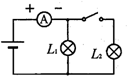 + A −
L₁ L₂